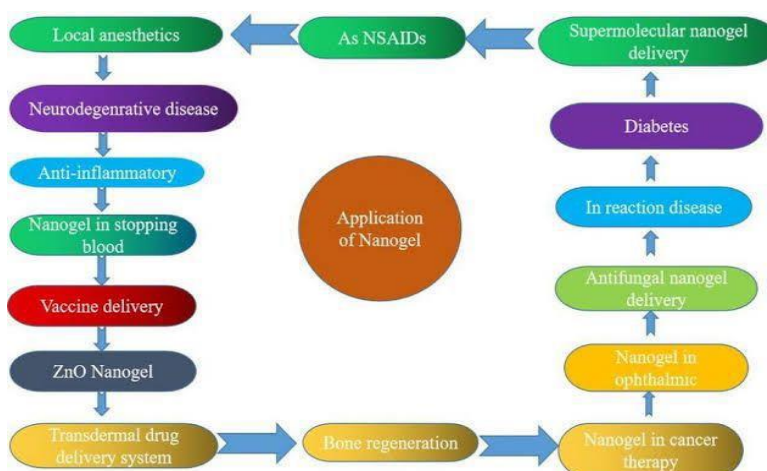 Local anesthetics
As NSAIDs
Supermolecular nanogel
delivery
Neurodegenrative disease
Diabetes
Anti-inflammatory
Application
of Nanogel
In reaction disease
Nanogel in stopping
blood
Antifungal nanogel
delivery
Vaccine delivery
ZnO Nanogel
Nanogel in
ophthalmic
Transdermal drug
delivery system
Bone regeneration
Nanogel in cancer
therapy